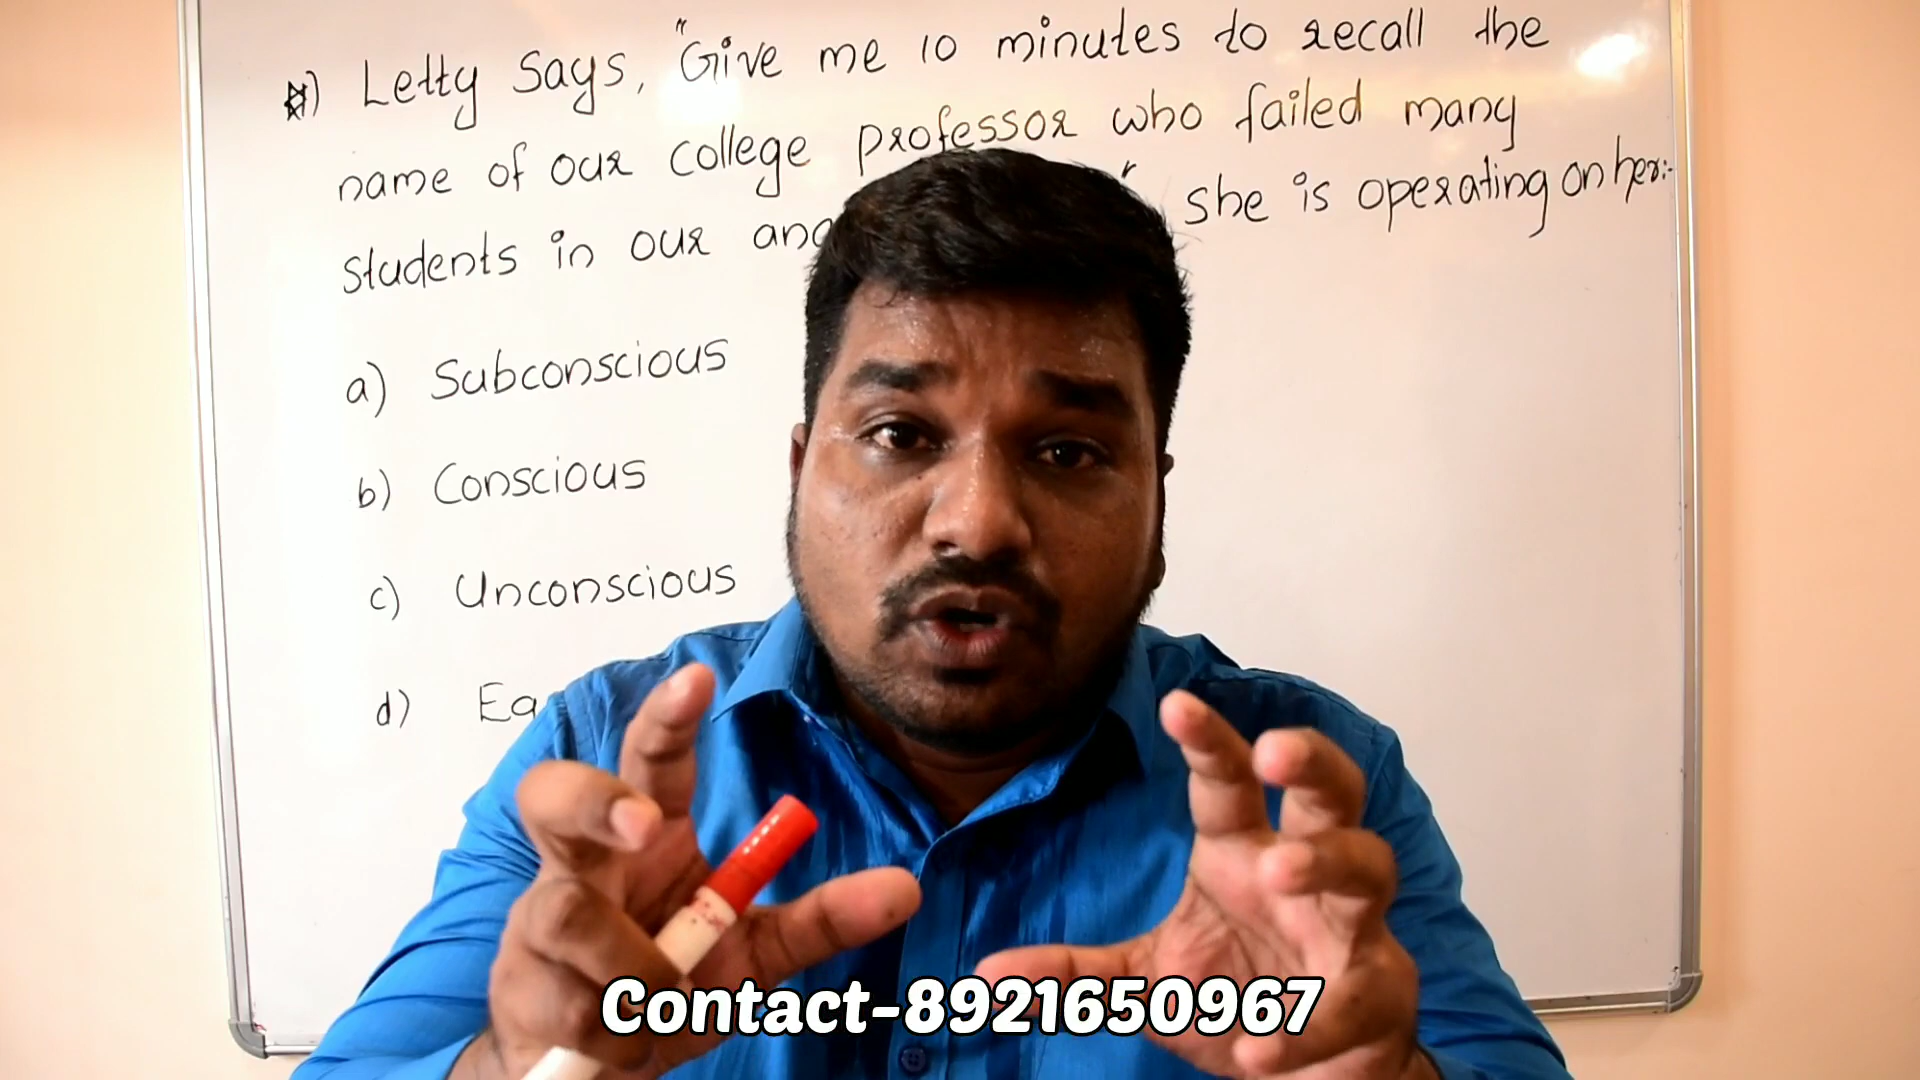 1) Letty Says, "Give me 10 minutes to recall the
name of our college professor who failed many
students in our she is operating on her:-
a) Subconscious
b) Conscious
c) Unconscious
d)
Contact-8921650967